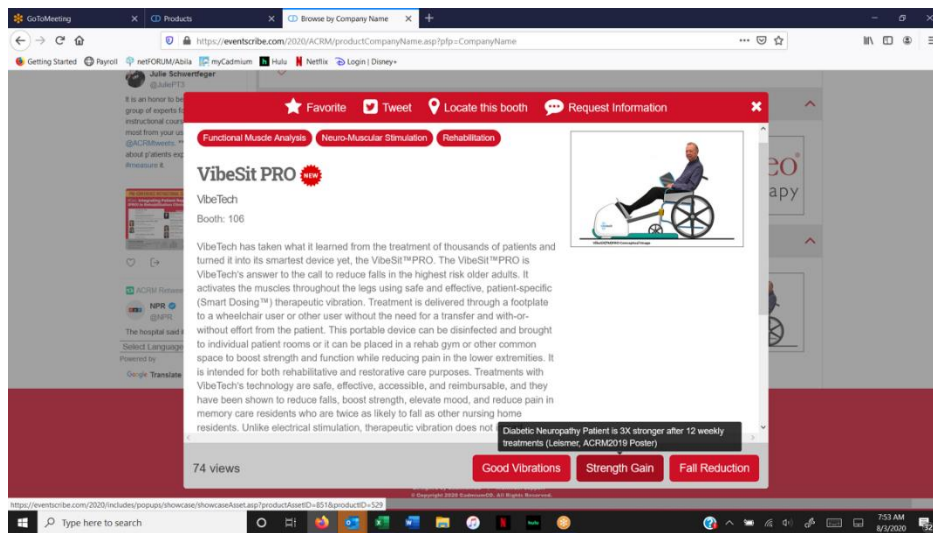 GoToMeeting
Products
Browse by Company Name
https://eventscribe.com/2020/ACRM/productCompanyName.asp?pfp=CompanyName
Getting Started Payroll netFORUM/Abila myCadmium Hulu Netflix Login | Disney+
Julie Schwertfeger
@JuliePT3
It is an honor to be
group of experts
instructional cours
most from your us
about patients exp
#measure it.
Favorite Tweet Locate this booth Request Information
Functional Muscle Analysis Neuro-Muscular Stimulation Rehabilitation
VibeSit PRO NEW
VibeTech
Booth: 106
VibeTech has taken what it learned from the treatment of thousands of patients and
turned it into its smartest device yet, the VibeSit™PRO. The VibeSit™PRO is
VibeTech's answer to the call to reduce falls in the highest risk older adults. It
activates the muscles throughout the legs using safe and effective, patient-specific
(Smart Dosing™) therapeutic vibration. Treatment is delivered through a footplate
to a wheelchair user or other user without the need for a transfer and with-or-
without effort from the patient. This portable device can be disinfected and brought
to individual patient rooms or it can be placed in a rehab gym or other common
space to boost strength and function while reducing pain in the lower extremities. It
is intended for both rehabilitative and restorative care purposes. Treatments with
VibeTech's technology are safe, effective, accessible, and reimbursable, and they
have been shown to reduce falls, boost strength, elevate mood, and reduce pain in
memory care residents who are twice as likely to fall as other nursing home
residents. Unlike electrical stimulation, therapeutic vibration does not
Diabetic Neuropathy Patient is 3X stronger after 12 weekly
treatments (Leismer, ACRM2019 Poster)
74 views
Good Vibrations Strength Gain Fall Reduction
eo
apy
ACRM Retweeted
NPR
@NPR
The hospital said
Select Language
Powered by
Google Translate
© Copyright 2020 CadmiumCD. All Rights Reserved.
https://eventscribe.com/2020/includes/popups/showcase/showcaseAsset.asp?productAssetID=851&productID=529
Type here to search
hulu
7:53 AM
8/3/2020
32